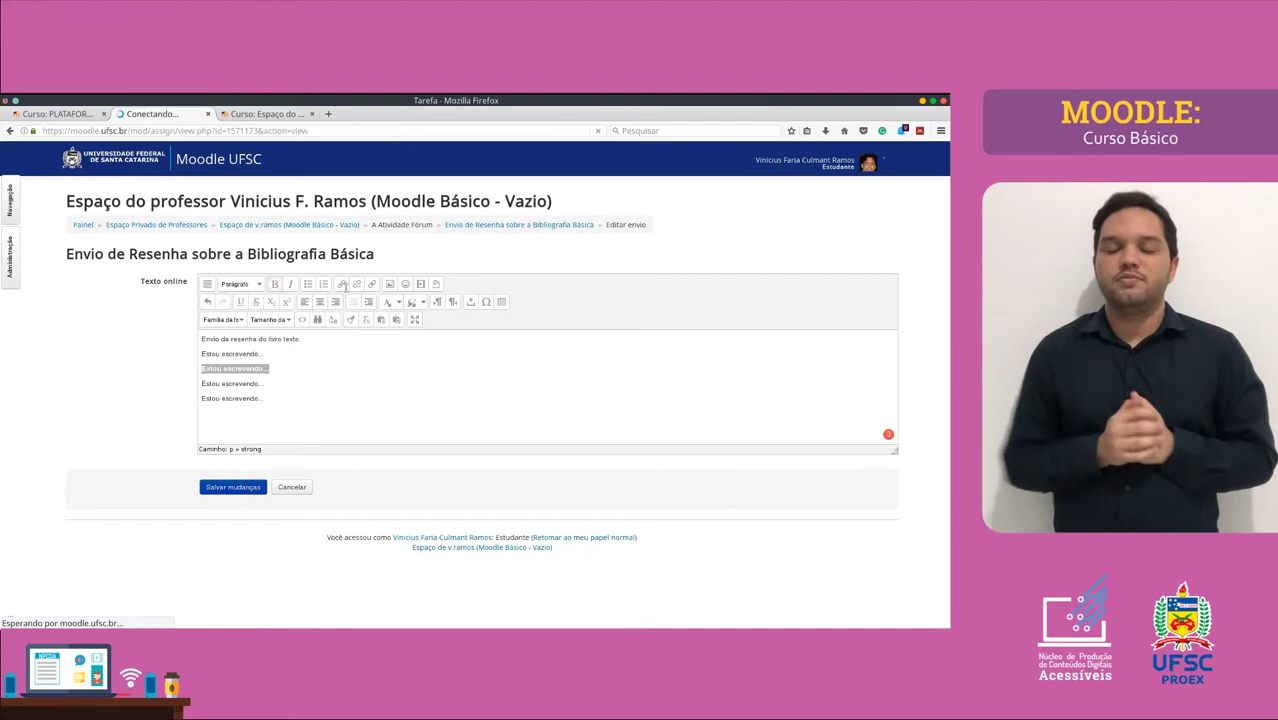 Tarefa - Mozilla Firefox
Curso: PLATAFOR...
Conectando...
Curso: Espaço do ...
https://moodle.ufsc.br/mod/assign/view.php?id=1571173&action=view
Pesquisar
UNIVERSIDADE FEDERAL
DE SANTA CATARINA
Moodle UFSC
Vinicius Faria Culmant Ramos
Estudante
Navegação
Administração
Espaço do professor Vinicius F. Ramos (Moodle Básico - Vazio)
Painel
Espaço Privado de Professores
Espaço de v.ramos (Moodle Básico - Vazio)
A Atividade Fórum
Envio de Resenha sobre a Bibliografia Básica
Editar envio
Envio de Resenha sobre a Bibliografia Básica
Texto online
Parágrafo
Família da fo
Tamanho da
Envio da resenha do livro texto.
Estou escrevendo...
Estou escrevendo...
Estou escrevendo...
Estou escrevendo...
3
Caminho: p » strong
Salvar mudanças
Cancelar
Você acessou como Vinicius Faria Culmant Ramos: Estudante (Retornar ao meu papel normal)
Espaço de v.ramos (Moodle Básico - Vazio)
Esperando por moodle.ufsc.br...
MOODLE:
Curso Básico
Núcleo de Produção
de Conteúdos Digitais
Acessíveis
UFSC
PROEX
NPCDA